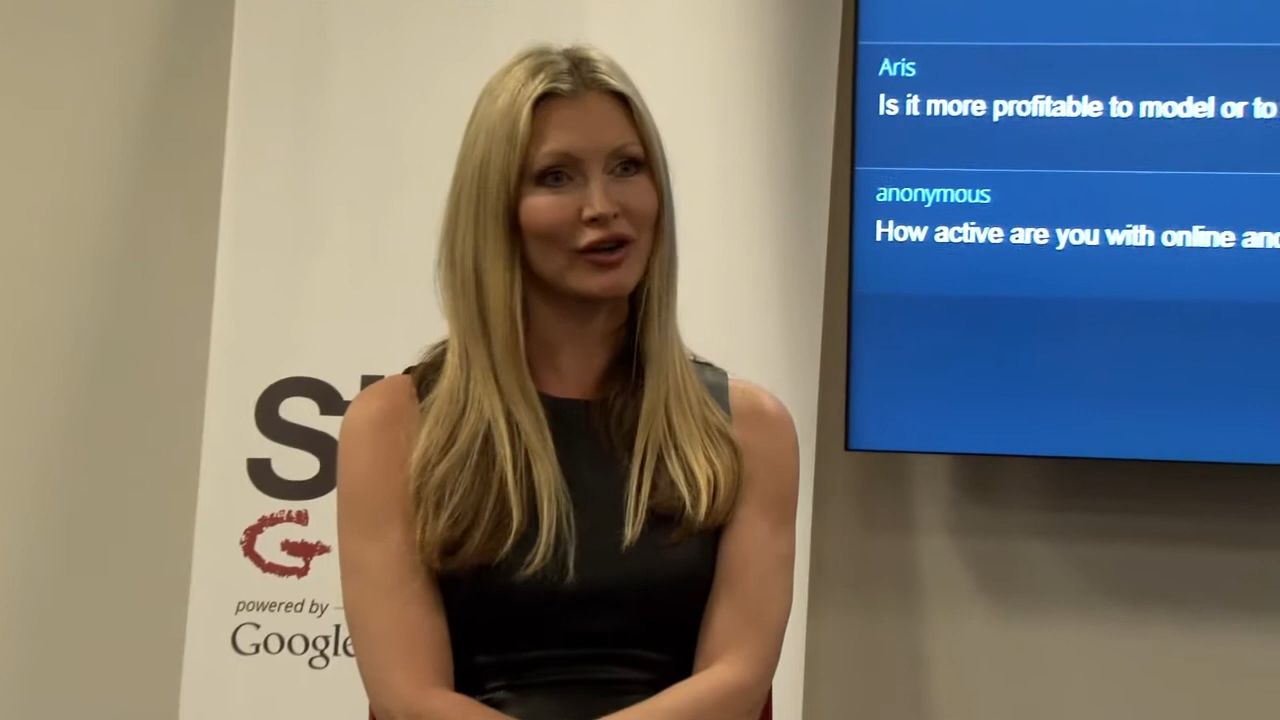 Aris
Is it more profitable to model or to
anonymous
How active are you with online and
S
G
powered by
Google